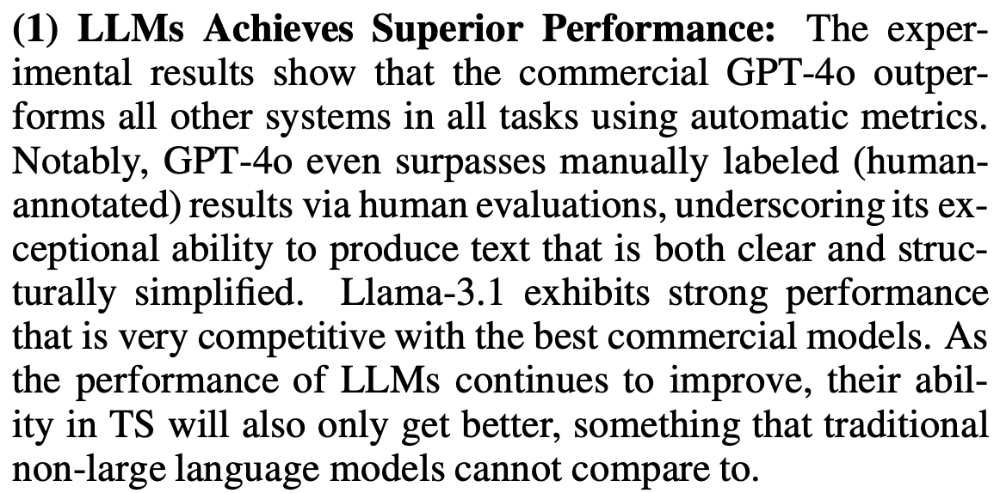 (1) LLMs Achieves Superior Performance: The exper-
imental results show that the commercial GPT-4o outper-
forms all other systems in all tasks using automatic metrics.
Notably, GPT-4o even surpasses manually labeled (human-
annotated) results via human evaluations, underscoring its ex-
ceptional ability to produce text that is both clear and struc-
turally simplified. Llama-3.1 exhibits strong performance
that is very competitive with the best commercial models. As
the performance of LLMs continues to improve, their abil-
ity in TS will also only get better, something that traditional
non-large language models cannot compare to.